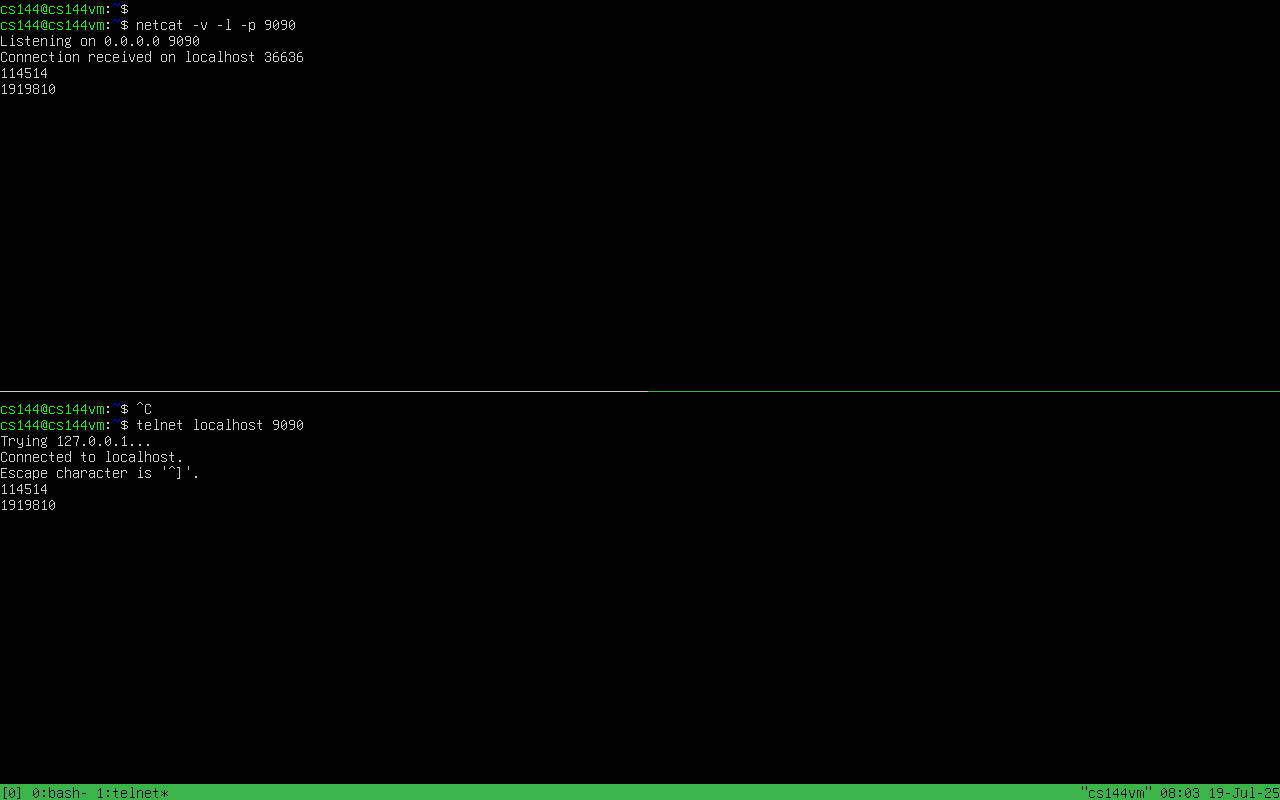 cs144@cs144vm:~$
cs144@cs144vm:~$ netcat -v -l -p 9090
Listening on 0.0.0.0 9090
Connection received on localhost 36636
114514
1919810
cs144@cs144vm:~$ ^C
cs144@cs144vm:~$ telnet localhost 9090
Trying 127.0.0.1...
Connected to localhost.
Escape character is '^]'.
114514
1919810
[0] 0:bash- 1:telnet* "cs144vm" 08:03 19-Jul-25